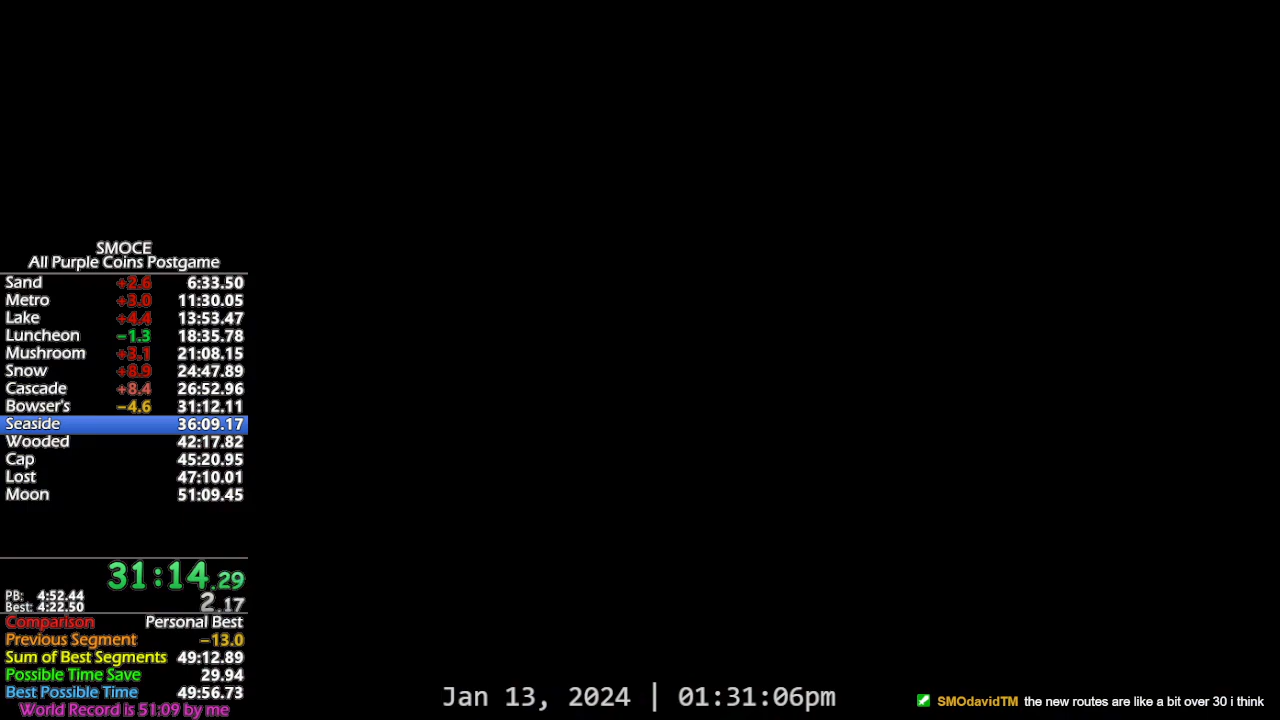 SMOCE
All Purple Coins Postgame
Sand +2.6 6:33.50
Metro +3.0 11:30.05
Lake +4.4 13:53.47
Luncheon −1.3 18:35.78
Mushroom +3.1 21:08.15
Snow +8.9 24:47.89
Cascade +8.4 26:52.96
Bowser's −4.6 31:12.11
Seaside 36:09.17
Wooded 42:17.82
Cap 45:20.95
Lost 47:10.01
Moon 51:09.45
31:14.29
PB: 4:52.44
Best: 4:22.50 2.17
Comparison Personal Best
Previous Segment −13.0
Sum of Best Segments 49:12.89
Possible Time Save 29.94
Best Possible Time 49:56.73
World Record is 51:09 by me
Jan 13, 2024 | 01:31:06pm
SMOdavidTM the new routes are like a bit over 30 i think